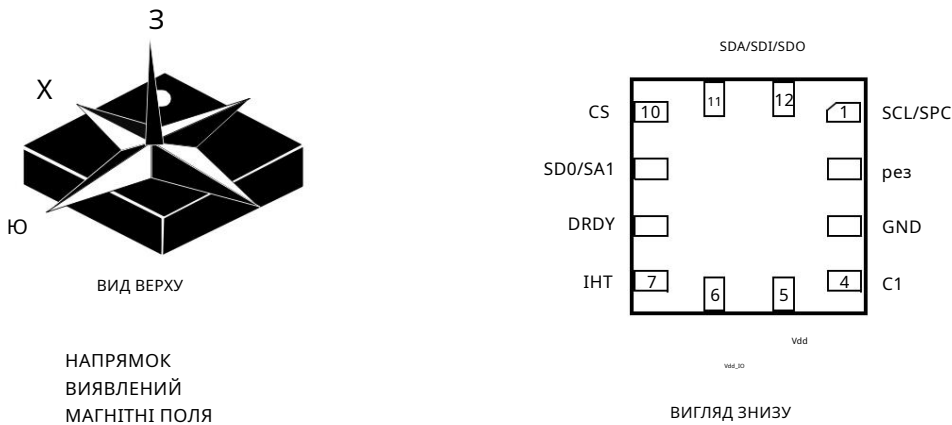 З
X
Ю
ВИД ВЕРХУ
НАПРЯМОК
ВИЯВЛЕНИЙ
МАГНІТНІ ПОЛЯ
SDA/SDI/SDO
11
12
CS
10
1
SCL/SPC
SD0/SA1
рез
DRDY
GND
ІНТ
7
4
C1
6
5
Vdd
Vdd_IO
ВИГЛЯД ЗНИЗУ